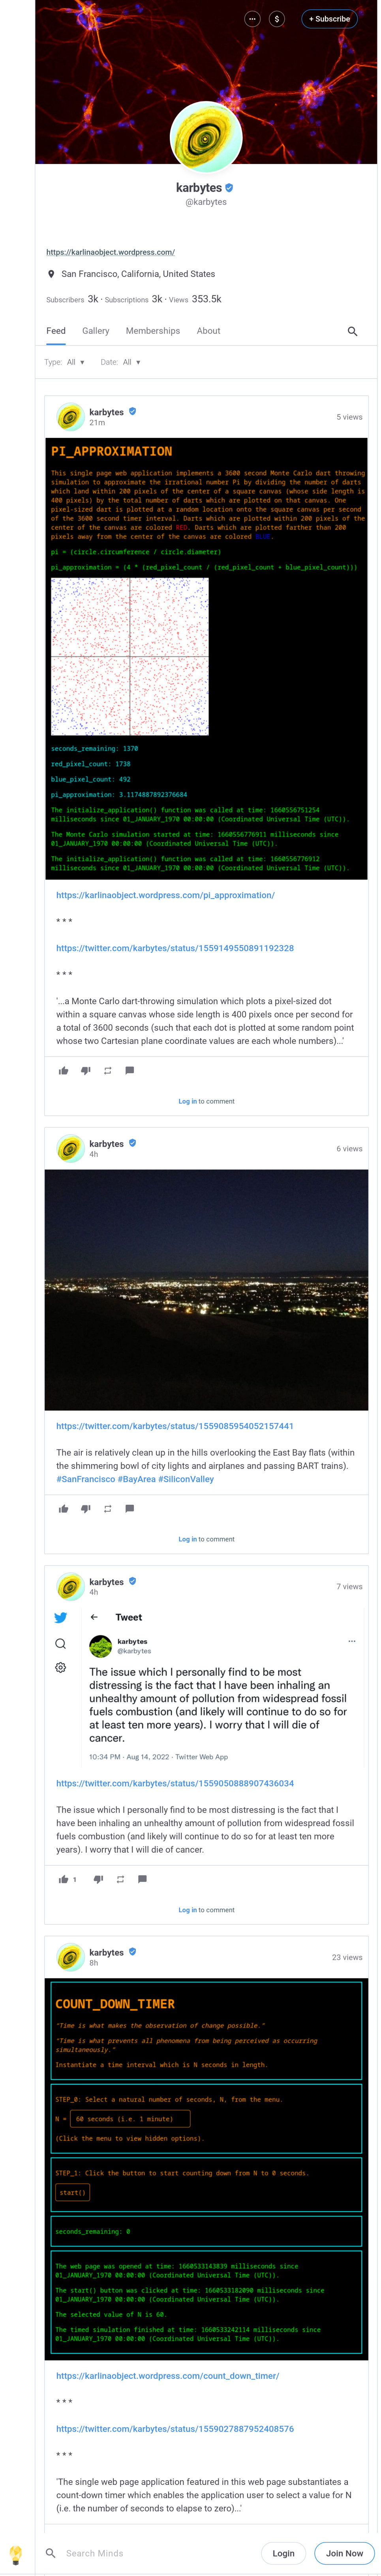 $
+ Subscribe
karbytes
@karbytes
https://karlinaobject.wordpress.com/
San Francisco, California, United States
Subscribers 3k · Subscriptions 3k · Views 353.5k
Feed Gallery Memberships About
Type: All ▾ Date: All ▾
karbytes
21m
5 views
PI_APPROXIMATION
This single page web application implements a 3600 second Monte Carlo dart throwing
simulation to approximate the irrational number Pi by dividing the number of darts
which land within 200 pixels of the center of a square canvas (whose side length is
400 pixels) by the total number of darts which are plotted on that canvas. One
pixel-sized dart is plotted at a random location onto the square canvas per second
of the 3600 second timer interval. Darts which are plotted within 200 pixels of the
center of the canvas are colored RED. Darts which are plotted farther than 200
pixels away from the center of the canvas are colored BLUE.
pi = (circle.circumference / circle.diameter)
pi_approximation = (4 * (red_pixel_count / (red_pixel_count + blue_pixel_count)))
seconds_remaining: 1370
red_pixel_count: 1738
blue_pixel_count: 492
pi_approximation: 3.1174887892376684
The initialize_application() function was called at time: 1660556751254
milliseconds since 01_JANUARY_1970 00:00:00 (Coordinated Universal Time (UTC)).
The Monte Carlo simulation started at time: 1660556776911 milliseconds since
01_JANUARY_1970 00:00:00 (Coordinated Universal Time (UTC)).
The initialize_application() function was called at time: 1660556776912
milliseconds since 01_JANUARY_1970 00:00:00 (Coordinated Universal Time (UTC)).
https://karlinaobject.wordpress.com/pi_approximation/
* * *
https://twitter.com/karbytes/status/1559149550891192328
* * *
'...a Monte Carlo dart-throwing simulation which plots a pixel-sized dot
within a square canvas whose side length is 400 pixels once per second for
a total of 3600 seconds (such that each dot is plotted at some random point
whose two Cartesian plane coordinate values are each whole numbers)...'
Log in to comment
karbytes
4h
6 views
https://twitter.com/karbytes/status/1559085954052157441
The air is relatively clean up in the hills overlooking the East Bay flats (within
the shimmering bowl of city lights and airplanes and passing BART trains).
#SanFrancisco #BayArea #SiliconValley
Log in to comment
karbytes
4h
7 views
Tweet
karbytes
@karbytes
The issue which I personally find to be most
distressing is the fact that I have been inhaling an
unhealthy amount of pollution from widespread fossil
fuels combustion (and likely will continue to do so for
at least ten more years). I worry that I will die of
cancer.
10:34 PM · Aug 14, 2022 · Twitter Web App
https://twitter.com/karbytes/status/1559050888907436034
The issue which I personally find to be most distressing is the fact that I
have been inhaling an unhealthy amount of pollution from widespread fossil
fuels combustion (and likely will continue to do so for at least ten more
years). I worry that I will die of cancer.
1
Log in to comment
karbytes
8h
23 views
COUNT_DOWN_TIMER
"Time is what makes the observation of change possible."
"Time is what prevents all phenomena from being perceived as occurring
simultaneously."
Instantiate a time interval which is N seconds in length.
STEP_0: Select a natural number of seconds, N, from the menu.
N = 60 seconds (i.e. 1 minute)
(Click the menu to view hidden options).
STEP_1: Click the button to start counting down from N to 0 seconds.
start()
seconds_remaining: 0
The web page was opened at time: 1660533143839 milliseconds since
01_JANUARY_1970 00:00:00 (Coordinated Universal Time (UTC)).
The start() button was clicked at time: 1660533182090 milliseconds since
01_JANUARY_1970 00:00:00 (Coordinated Universal Time (UTC)).
The selected value of N is 60.
The timed simulation finished at time: 1660533242114 milliseconds since
01_JANUARY_1970 00:00:00 (Coordinated Universal Time (UTC)).
https://karlinaobject.wordpress.com/count_down_timer/
* * *
https://twitter.com/karbytes/status/1559027887952408576
* * *
'The single web page application featured in this web page substantiates a
count-down timer which enables the application user to select a value for N
(i.e. the number of seconds to elapse to zero)...'
Search Minds
Login
Join Now